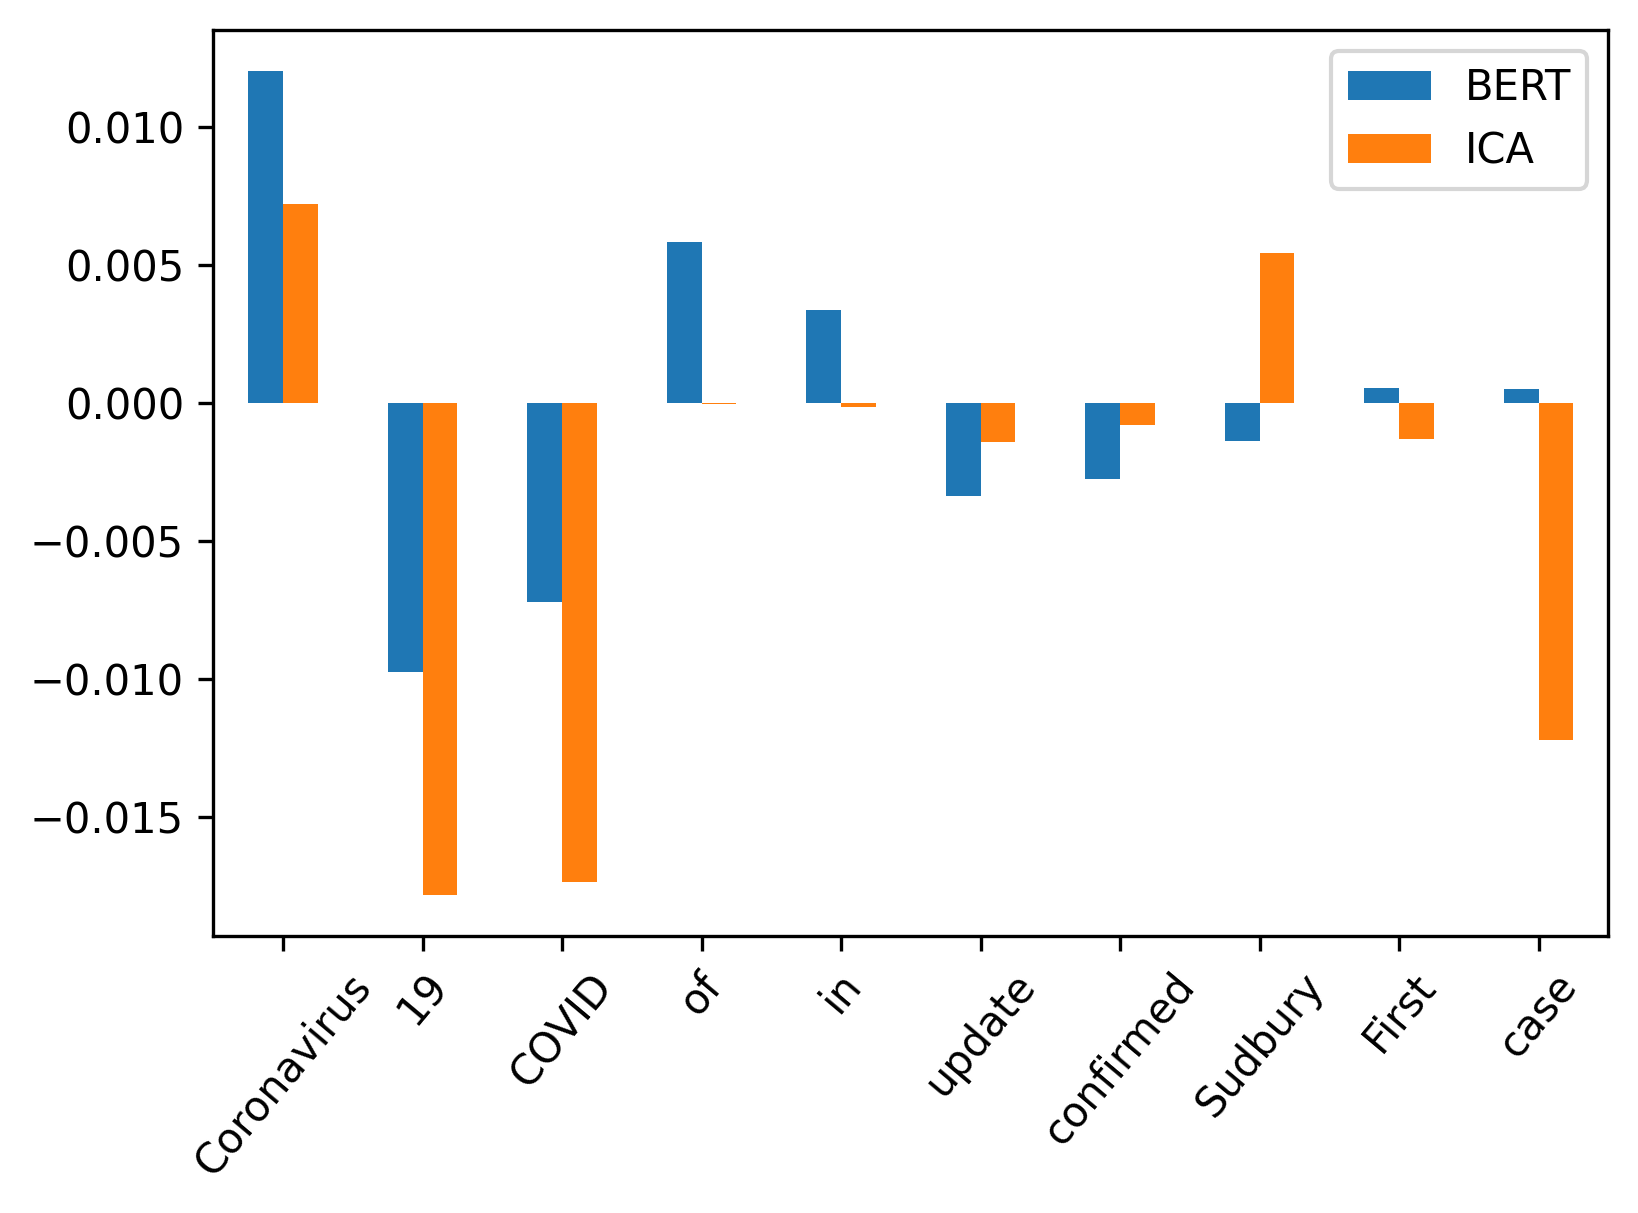 BERT
ICA
0.010
0.005
0.000
−0.005
−0.010
−0.015
Coronavirus
19
COVID
of
in
update
confirmed
Sudbury
First
case